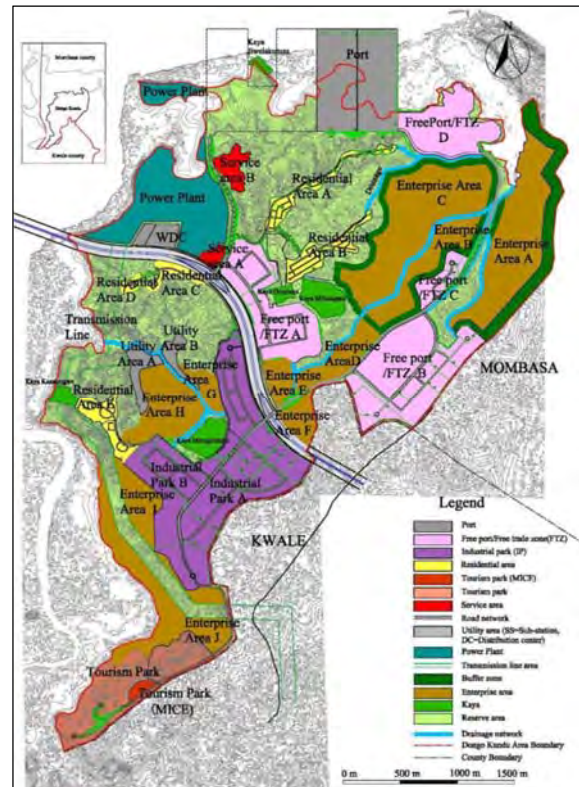 Mombasa county
Dongo Kundu
Kwale county
N
Port
Power Plant
FreePort/FTZ
D
Service
area B
Residential
Area A
Drainage
Enterprise Area
C
Power Plant
Enterprise
Area B
Enterprise
Area A
WDC
Service
area A
Residential
Area B
Residential
Area C
Residential
Area D
Free port
/FTZ C
Free port
/FTZ A
Transmission
Line
Utility
Area B
Utility
Area A
Enterprise
AreaD
Free port
/FTZ B
MOMBASA
Enterprise
Area
G
Enterprise
Area E
Residential
Area E
Enterprise
Area H
Enterprise
Area F
Industrial
Park B
Industrial
Park A
Enterprise
Area I
KWALE
Enterprise
Area J
Tourism Park
Tourism Park
(MICE)
Legend
Port
Free port/Free trade zone(FTZ)
Industrial park (IP)
Residential area
Tourism park (MICE)
Tourism park
Service area
Road network
Utility area (SS=Sub-station,
DC=Distribution center)
Power Plant
Transmission line area
Buffer zone
Enterprise area
Kaya
Reserve area
Drainage network
Dongo Kundu Area Boundary
County Boundary
0 m 500 m 1000 m 1500 m